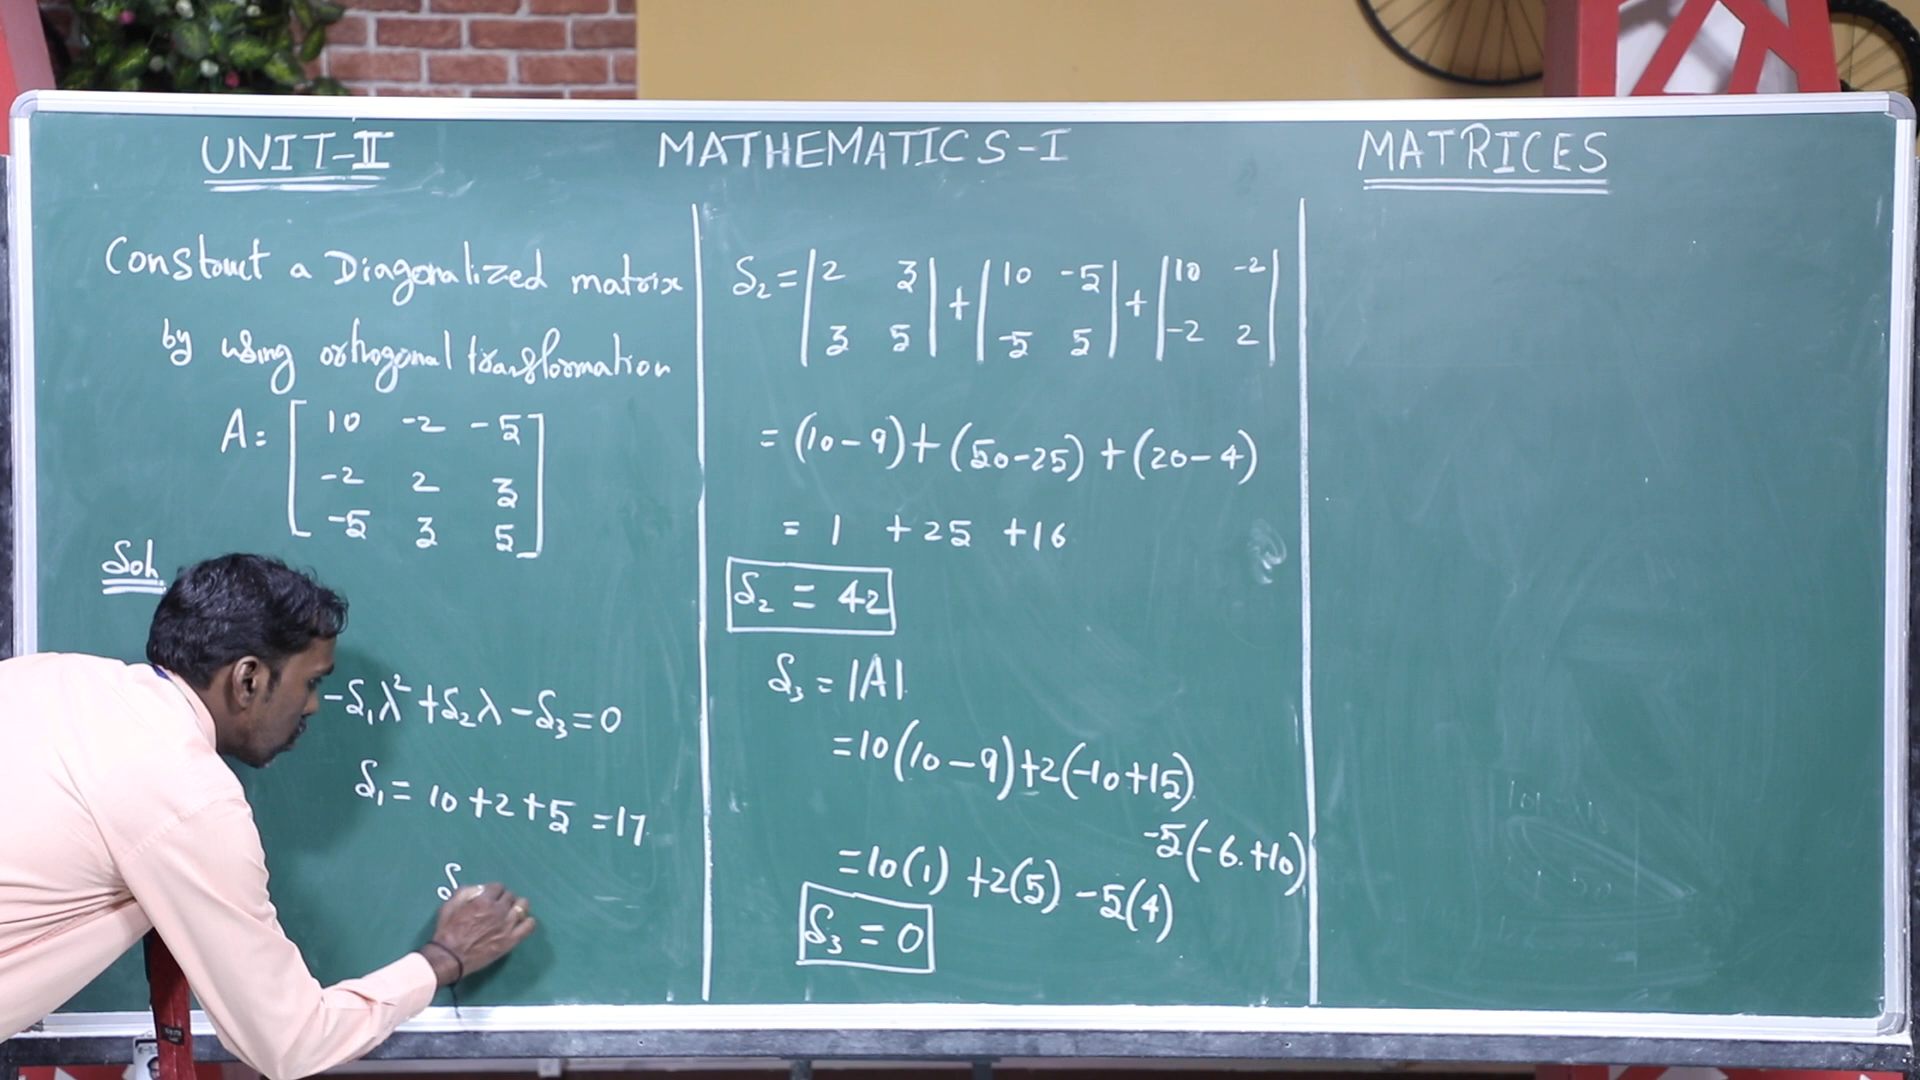 UNIT-II
MATHEMATICS-I
MATRICES
Construct a Diagonalized matrix
by using orthogonal transformation
A= [ 10 -2 -5
-2 2 3
-5 3 5 ]
Soln
-S₁λ²+S₂λ-S₃=0
S₁= 10+2+5 =17
S
S₂= |2 3| + |10 -5| + |10 -2|
|3 5| |-5 5| |-2 2|
= (10-9)+(50-25)+(20-4)
= 1 +25 +16
S₂ = 42
S₃ = |A|
=10(10-9)+2(-10+15)
-5(-6+10)
=10(1) +2(5) -5(4)
S₃ = 0